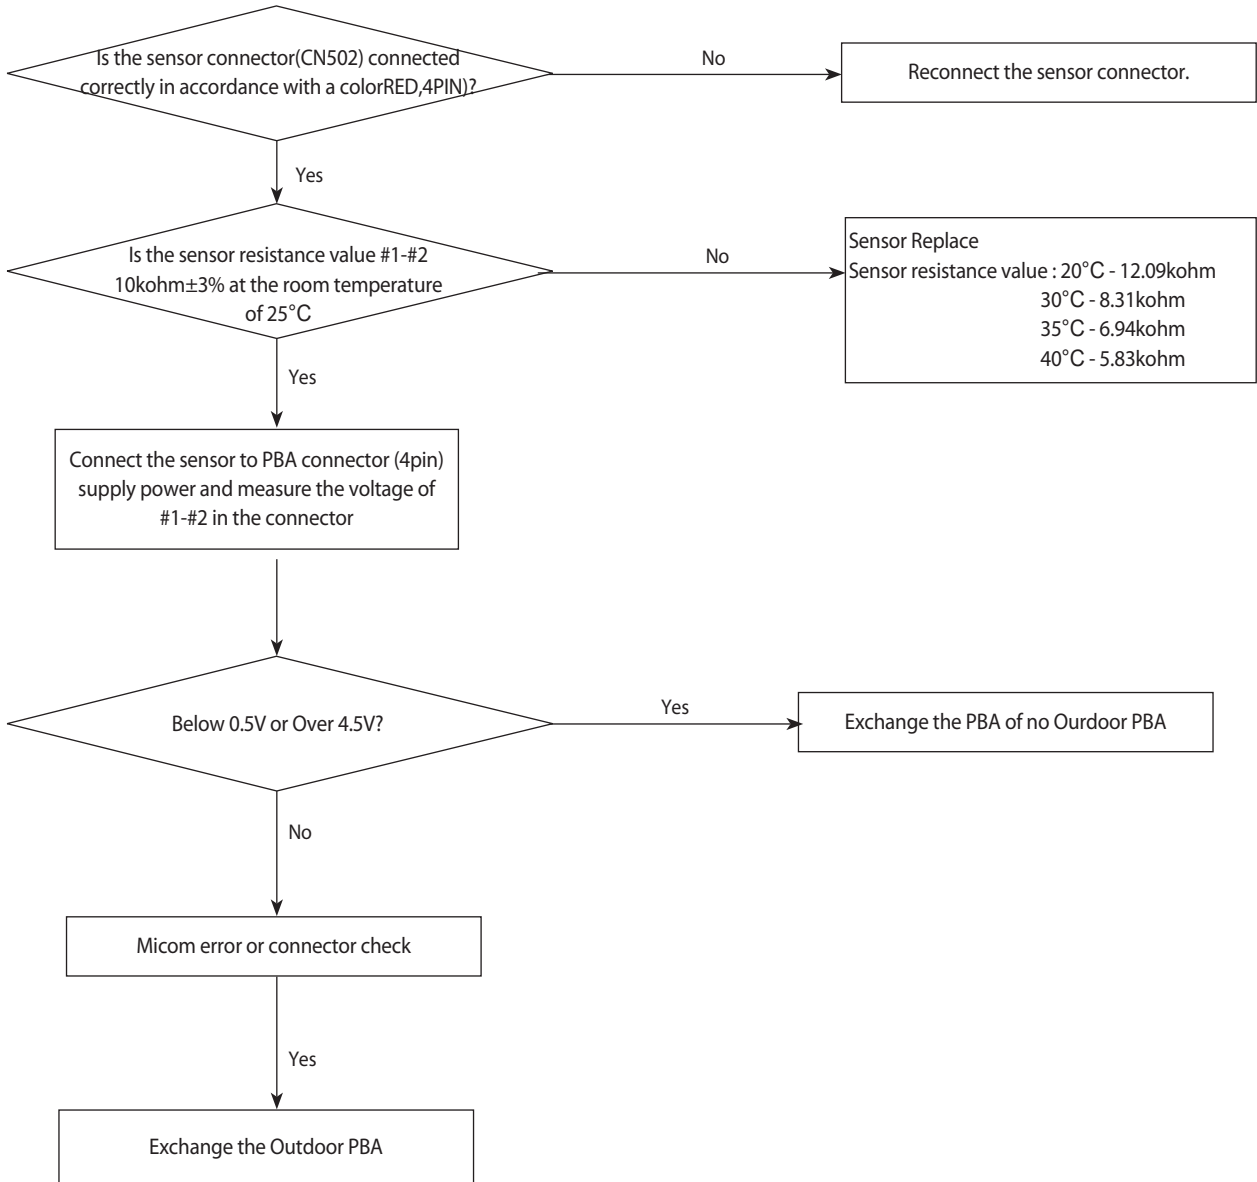 Is the sensor connector(CN502) connected
correctly in accordance with a colorRED,4PIN)?
No
Reconnect the sensor connector.
Yes
Is the sensor resistance value #1-#2
10kohm±3% at the room temperature
of 25°C
No
Sensor Replace
Sensor resistance value : 20°C - 12.09kohm
30°C - 8.31kohm
35°C - 6.94kohm
40°C - 5.83kohm
Yes
Connect the sensor to PBA connector (4pin)
supply power and measure the voltage of
#1-#2 in the connector
Below 0.5V or Over 4.5V?
Yes
Exchange the PBA of no Ourdoor PBA
No
Micom error or connector check
Yes
Exchange the Outdoor PBA